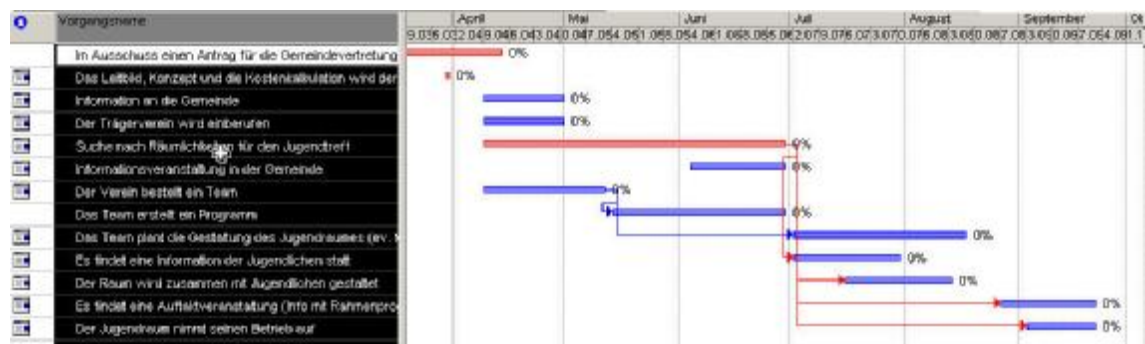 Vorgangsname
April Mai Juni Juli August September
Im Ausschuss einen Antrag für die Gemeindevertretung
0%
Das Leitbild, Konzept und die Kostenkalkulation wird der
0%
Information an die Gemeinde
0%
Der Trägerverein wird einberufen
0%
Suche nach Räumlichkeiten für den Jugendtreff
0%
Informationsveranstaltung in der Gemeinde
0%
Der Verein bestellt ein Team
0%
Das Team erstellt ein Programm
0%
Das Team plant die Gestaltung des Jugendraumes (ev.
0%
Es findet eine Information der Jugendlichen statt
0%
Der Raum wird zusammen mit Jugendlichen gestaltet
0%
Es findet eine Auftaktveranstaltung (Info mit Rahmenpro
0%
Der Jugendraum nimmt seinen Betrieb auf
0%